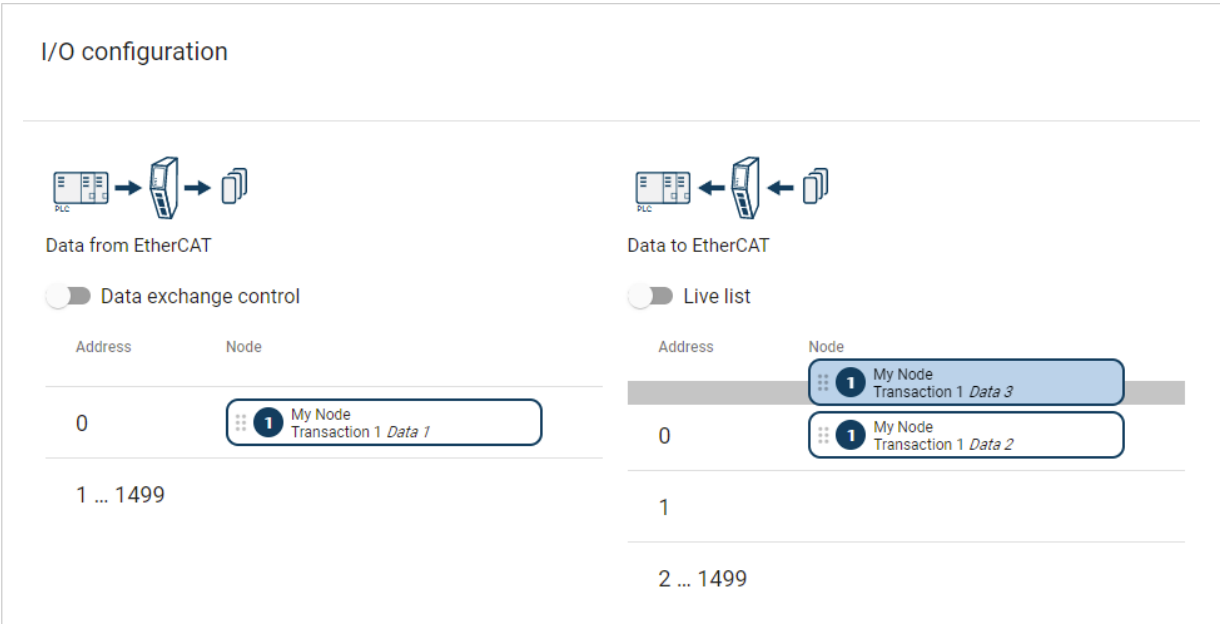 I/O configuration
PLC
Data from EtherCAT
Data exchange control
Address Node
0
1
My Node
Transaction 1 Data 1
1 ... 1499
PLC
Data to EtherCAT
Live list
Address Node
1
My Node
Transaction 1 Data 3
0
1
My Node
Transaction 1 Data 2
1
2 ... 1499